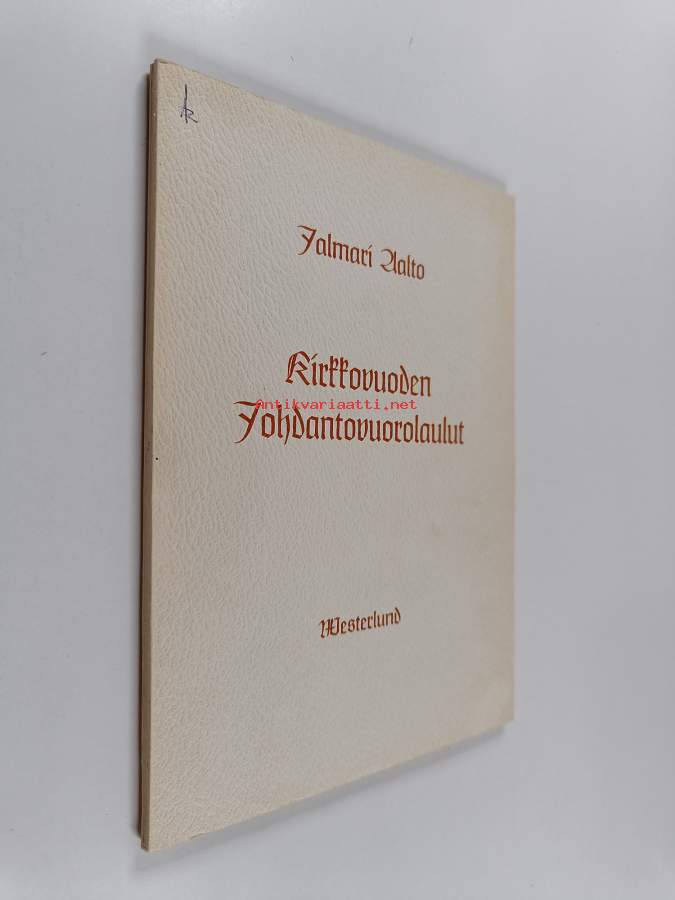 Jalmari Aalto
Kirkkovuoden
Antikvariaatti.net
Johdantovuorolaulut
Westerlund